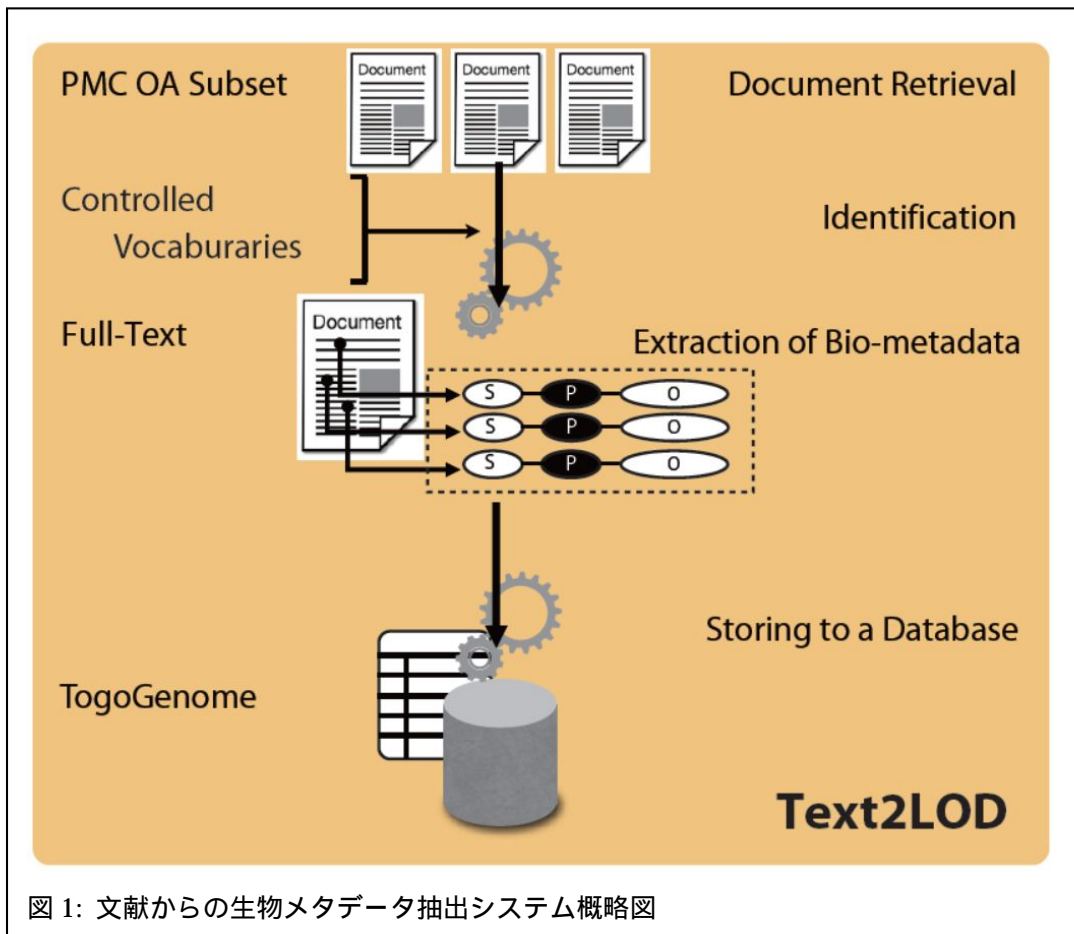 PMC OA Subset
Document
Document
Document
Document Retrieval
Controlled
Vocaburaries
Identification
Full-Text
Document
Extraction of Bio-metadata
S P O
S P O
S P O
Storing to a Database
TogoGenome
Text2LOD
図 1: 文献からの生物メタデータ抽出システム概略図